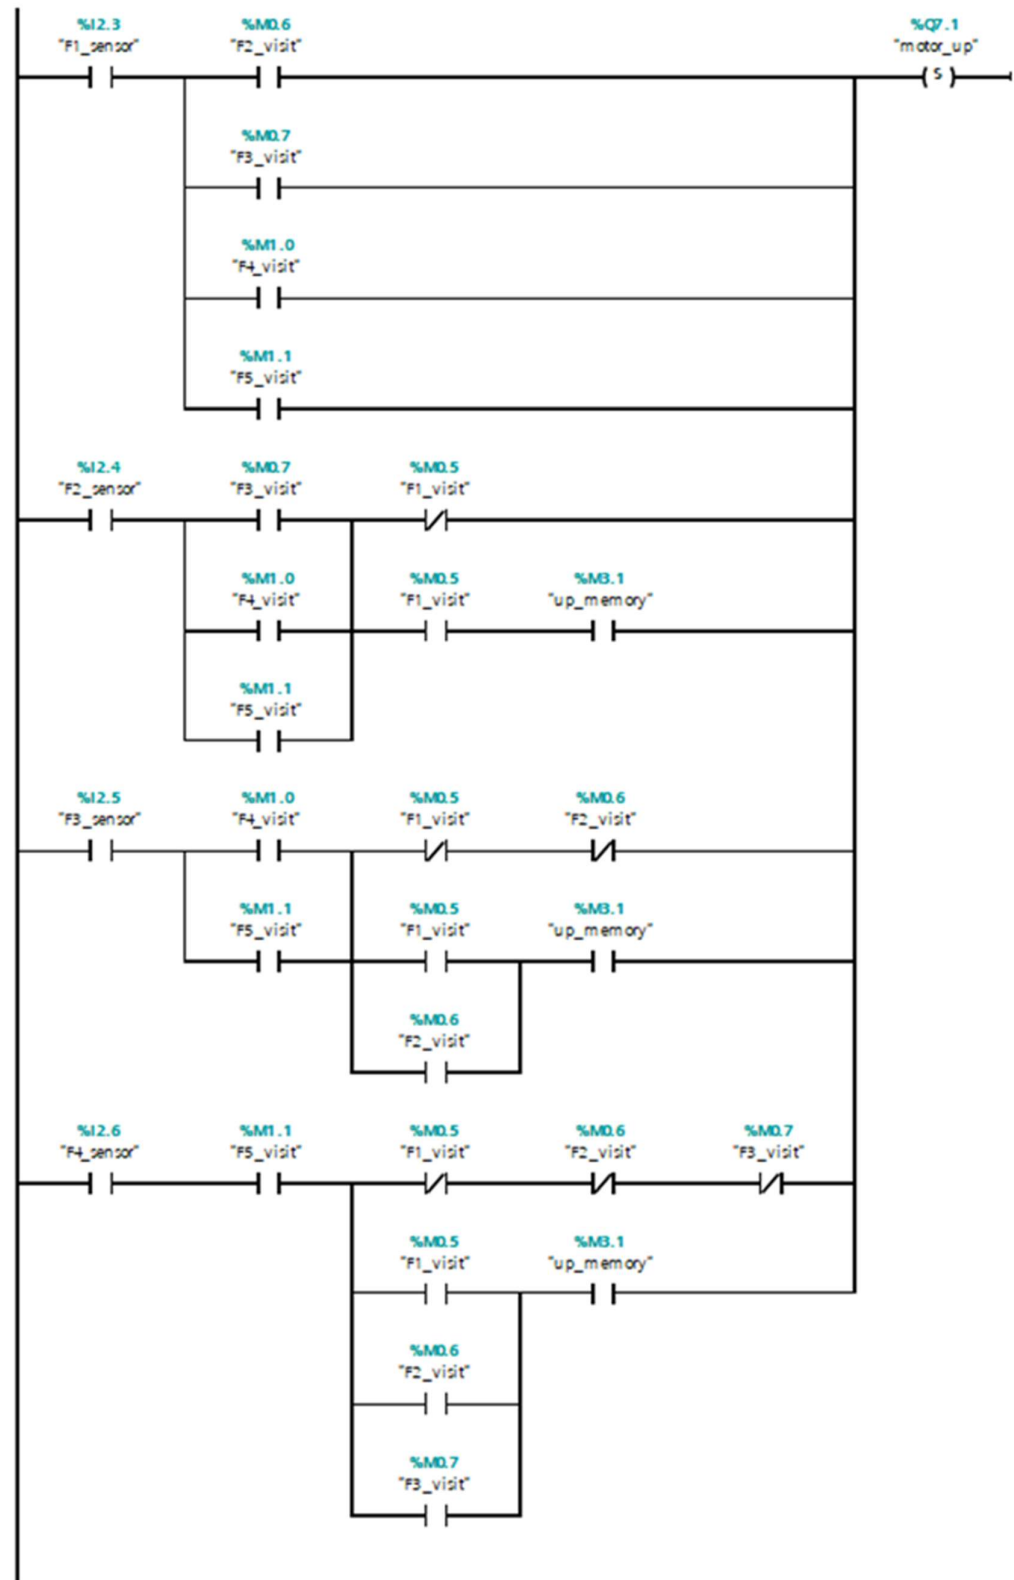 %I2.3 %M0.6 %Q7.1
"F1_sensor" "F2_visit" "motor_up"
S
%M0.7
"F3_visit"
%M1.0
"F4_visit"
%M1.1
"F5_visit"
%I2.4 %M0.7 %M0.5
"F2_sensor" "F3_visit" "F1_visit"
%M1.0 %M0.5 %M3.1
"F4_visit" "F1_visit" "up_memory"
%M1.1
"F5_visit"
%I2.5 %M1.0 %M0.5 %M0.6
"F3_sensor" "F4_visit" "F1_visit" "F2_visit"
%M1.1 %M0.5 %M3.1
"F5_visit" "F1_visit" "up_memory"
%M0.6
"F2_visit"
%I2.6 %M1.1 %M0.5 %M0.6 %M0.7
"F4_sensor" "F5_visit" "F1_visit" "F2_visit" "F3_visit"
%M0.5 %M3.1
"F1_visit" "up_memory"
%M0.6
"F2_visit"
%M0.7
"F3_visit"